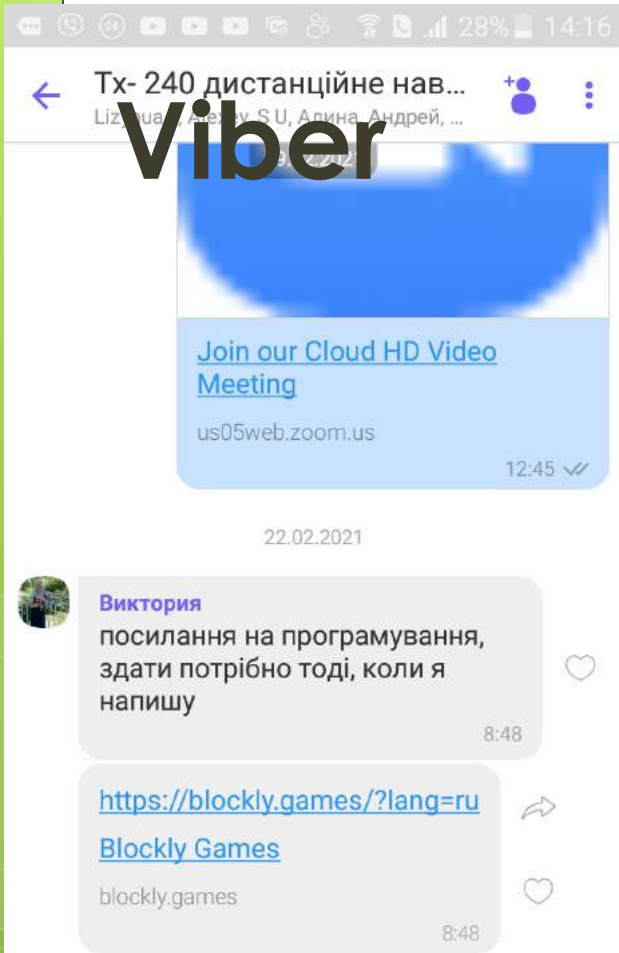 28% 14:16
Тх- 240 дистанційне нав...
S U, Алина, Андрей, ...
Viber
Join our Cloud HD Video
Meeting
us05web.zoom.us
12:45
22.02.2021
Виктория
посилання на програмування,
здати потрібно тоді, коли я
напишу
8:48
https://blockly.games/?lang=ru
Blockly Games
blockly.games
8:48